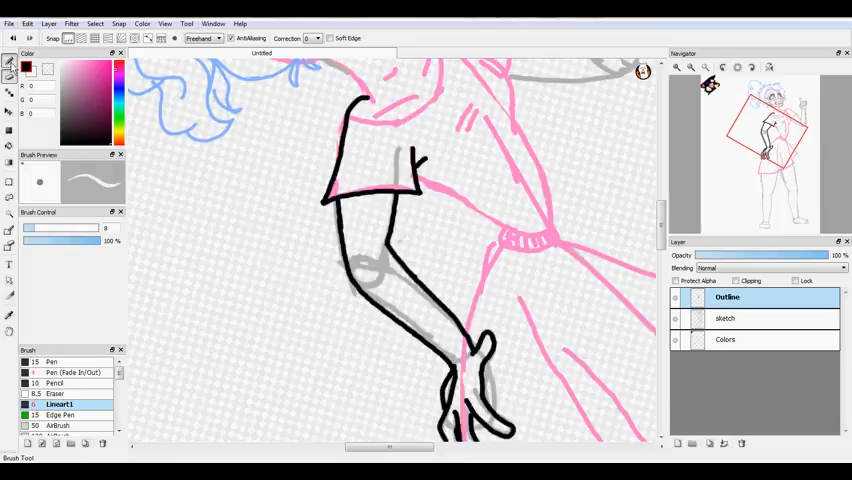 File Edit Layer Filter Select Snap Color View Tool Window Help
Snap Freehand AntiAliasing Correction 0 Soft Edge
Untitled
Color
R 0
G 0
B 0
Brush Preview
Brush Control
8
100 %
Brush
15 Pen
4 Pen (Fade In/Out)
10 Pencil
8.5 Eraser
6 Lineart1
15 Edge Pen
50 AirBrush
Brush Tool
Navigator
Layer
Opacity 100 %
Blending Normal
Protect Alpha Clipping Lock
Outline
sketch
Colors